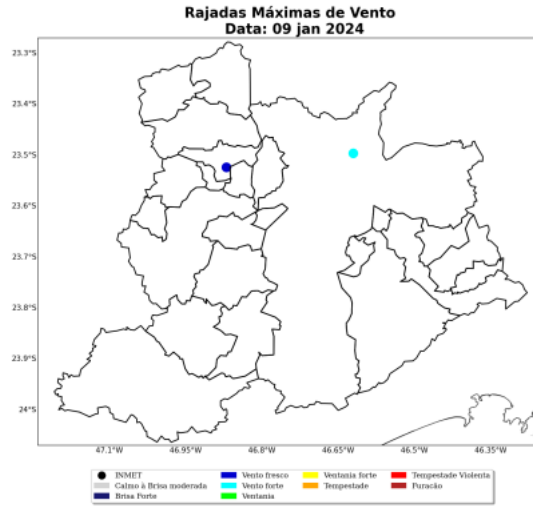 Rajadas Máximas de Vento
Data: 09 jan 2024
23.3°S
23.4°S
23.5°S
23.6°S
23.7°S
23.8°S
23.9°S
24°S
47.1°W
46.95°W
46.8°W
46.65°W
46.5°W
46.35°W
INMET
Calmo à Brisa moderada
Brisa Forte
Vento fresco
Vento forte
Ventania
Ventania forte
Tempestade
Tempestade Violenta
Furacão